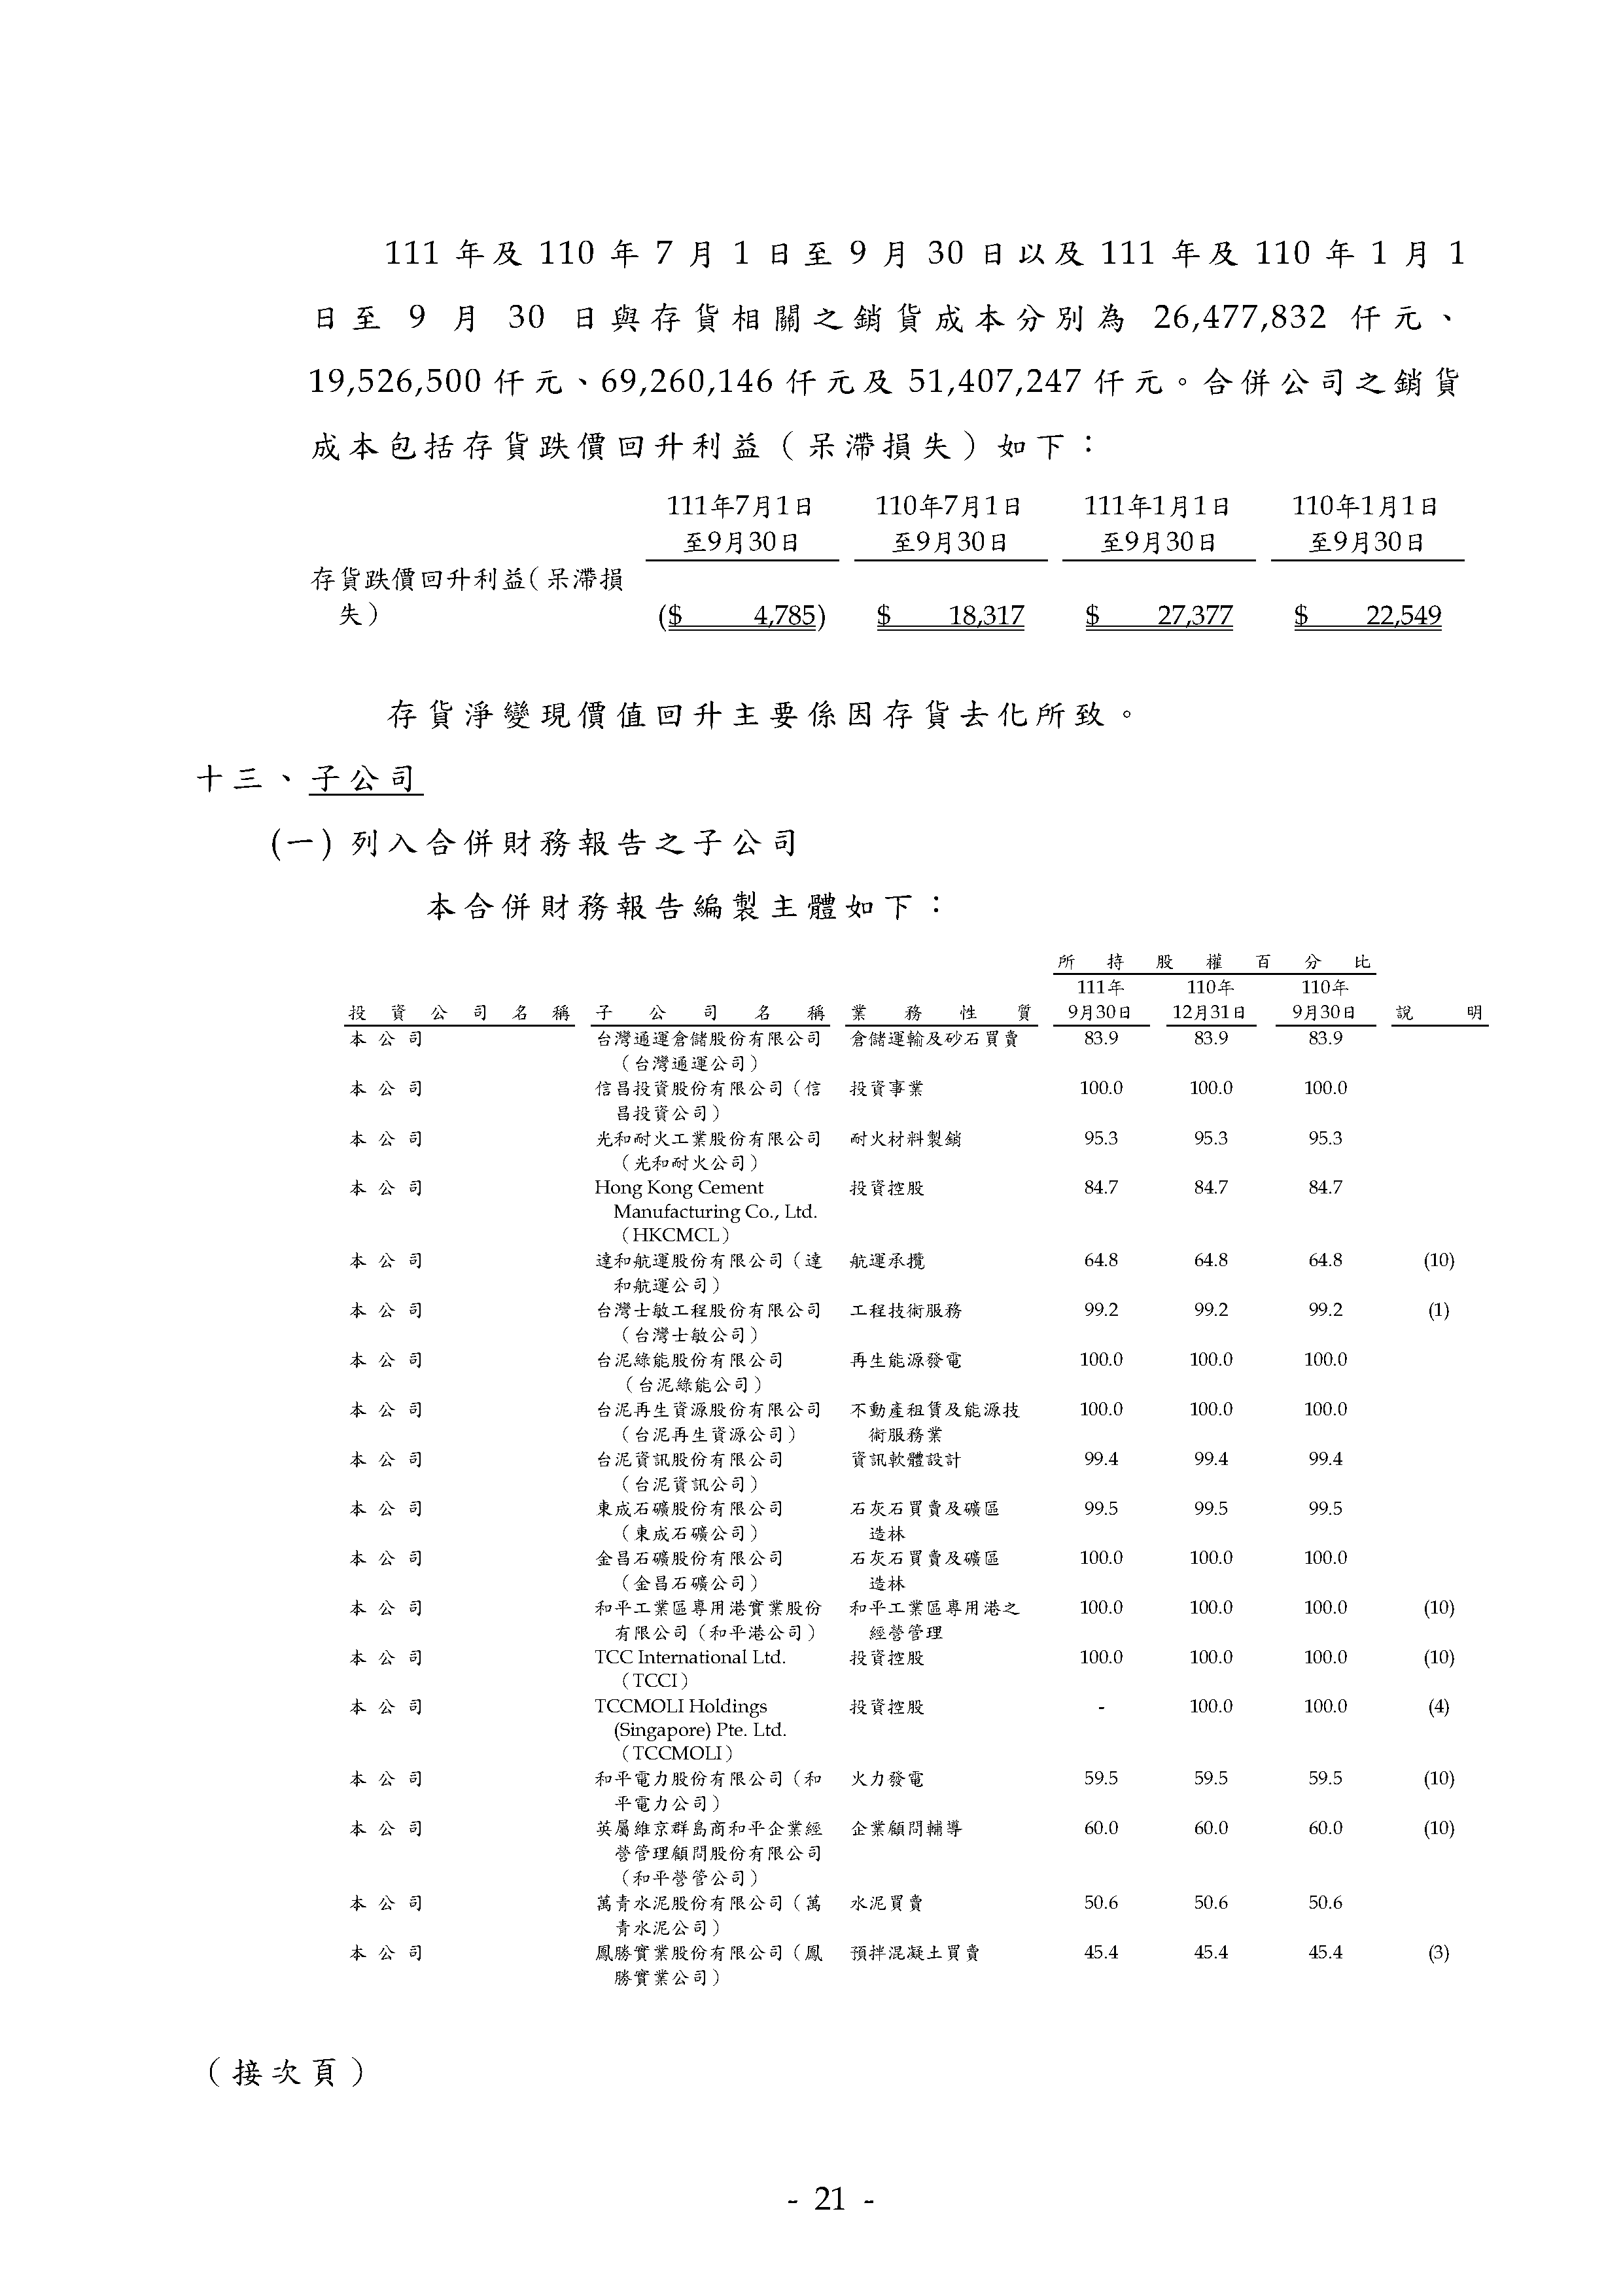 111 年及 110 年 7 月 1 日至 9 月 30 日以及 111 年及 110 年 1 月 1
日至 9 月 30 日與存貨相關之銷貨成本分別為 26,477,832 仟元、
19,526,500 仟元、69,260,146 仟元及 51,407,247 仟元。合併公司之銷貨
成本包括存貨跌價回升利益（呆滯損失）如下：
111年7月1日 110年7月1日 111年1月1日 110年1月1日
至9月30日 至9月30日 至9月30日 至9月30日
存貨跌價回升利益（呆滯損
失） ($ 4,785) $ 18,317 $ 27,377 $ 22,549
存貨淨變現價值回升主要係因存貨去化所致。
十三、子公司
(一) 列入合併財務報告之子公司
本合併財務報告編製主體如下：
所持股權百分比
111年 110年 110年
投資公司名稱 子公司名稱 業務性質 9月30日 12月31日 9月30日 說明
本公司 台灣通運倉儲股份有限公司 倉儲運輸及砂石買賣 83.9 83.9 83.9
（台灣通運公司）
本公司 信昌投資股份有限公司（信 投資事業 100.0 100.0 100.0
昌投資公司）
本公司 光和耐火工業股份有限公司 耐火材料製銷 95.3 95.3 95.3
（光和耐火公司）
本公司 Hong Kong Cement 投資控股 84.7 84.7 84.7
Manufacturing Co., Ltd.
（HKCMCL）
本公司 達和航運股份有限公司（達 航運承攬 64.8 64.8 64.8 (10)
和航運公司）
本公司 台灣士敏工程股份有限公司 工程技術服務 99.2 99.2 99.2 (1)
（台灣士敏公司）
本公司 台泥綠能股份有限公司 再生能源發電 100.0 100.0 100.0
（台泥綠能公司）
本公司 台泥再生資源股份有限公司 不動產租賃及能源技 100.0 100.0 100.0
（台泥再生資源公司） 術服務業
本公司 台泥資訊股份有限公司 資訊軟體設計 99.4 99.4 99.4
（台泥資訊公司）
本公司 東成石礦股份有限公司 石灰石買賣及礦區 99.5 99.5 99.5
（東成石礦公司） 造林
本公司 金昌石礦股份有限公司 石灰石買賣及礦區 100.0 100.0 100.0
（金昌石礦公司） 造林
本公司 和平工業區專用港實業股份 和平工業區專用港之 100.0 100.0 100.0 (10)
有限公司（和平港公司） 經營管理
本公司 TCC International Ltd. 投資控股 100.0 100.0 100.0 (10)
（TCCI）
本公司 TCCMOLI Holdings 投資控股 - 100.0 100.0 (4)
(Singapore) Pte. Ltd.
（TCCMOLI）
本公司 和平電力股份有限公司（和 火力發電 59.5 59.5 59.5 (10)
平電力公司）
本公司 英屬維京群島商和平企業經 企業顧問輔導 60.0 60.0 60.0 (10)
營管理顧問股份有限公司
（和平營管公司）
本公司 萬青水泥股份有限公司（萬 水泥買賣 50.6 50.6 50.6
青水泥公司）
本公司 鳳勝實業股份有限公司（鳳 預拌混凝土買賣 45.4 45.4 45.4 (3)
勝實業公司）
（接次頁）
- 21 -